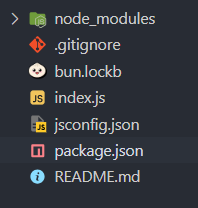 node_modules
.gitignore
bun.lockb
index.js
jsconfig.json
package.json
README.md